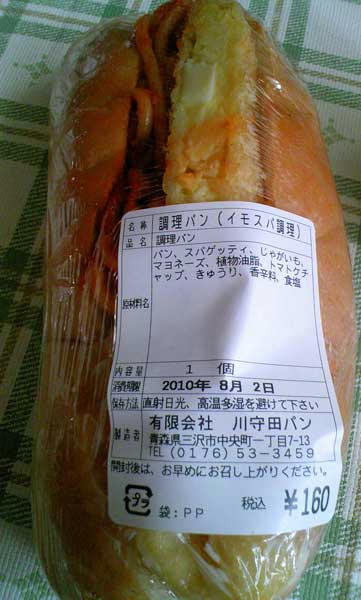 名称 調理パン(イモスパ調理)
品名 調理パン
原材料名 パン、スパゲッティ、じゃがいも、
マヨネーズ、植物油脂、トマトケチ
ャップ、きゅうり、香辛料、食塩
内容量 1 個
消費期限 2010年 8月 2日
保存方法 直射日光、高温多湿を避けて下さい
製造者 有限会社 川守田パン
青森県三沢市中央町一丁目7-13
TEL(0176)53-3459
開封後は、お早めにお召し上がりください。
プラ 袋:PP 税込 ¥160